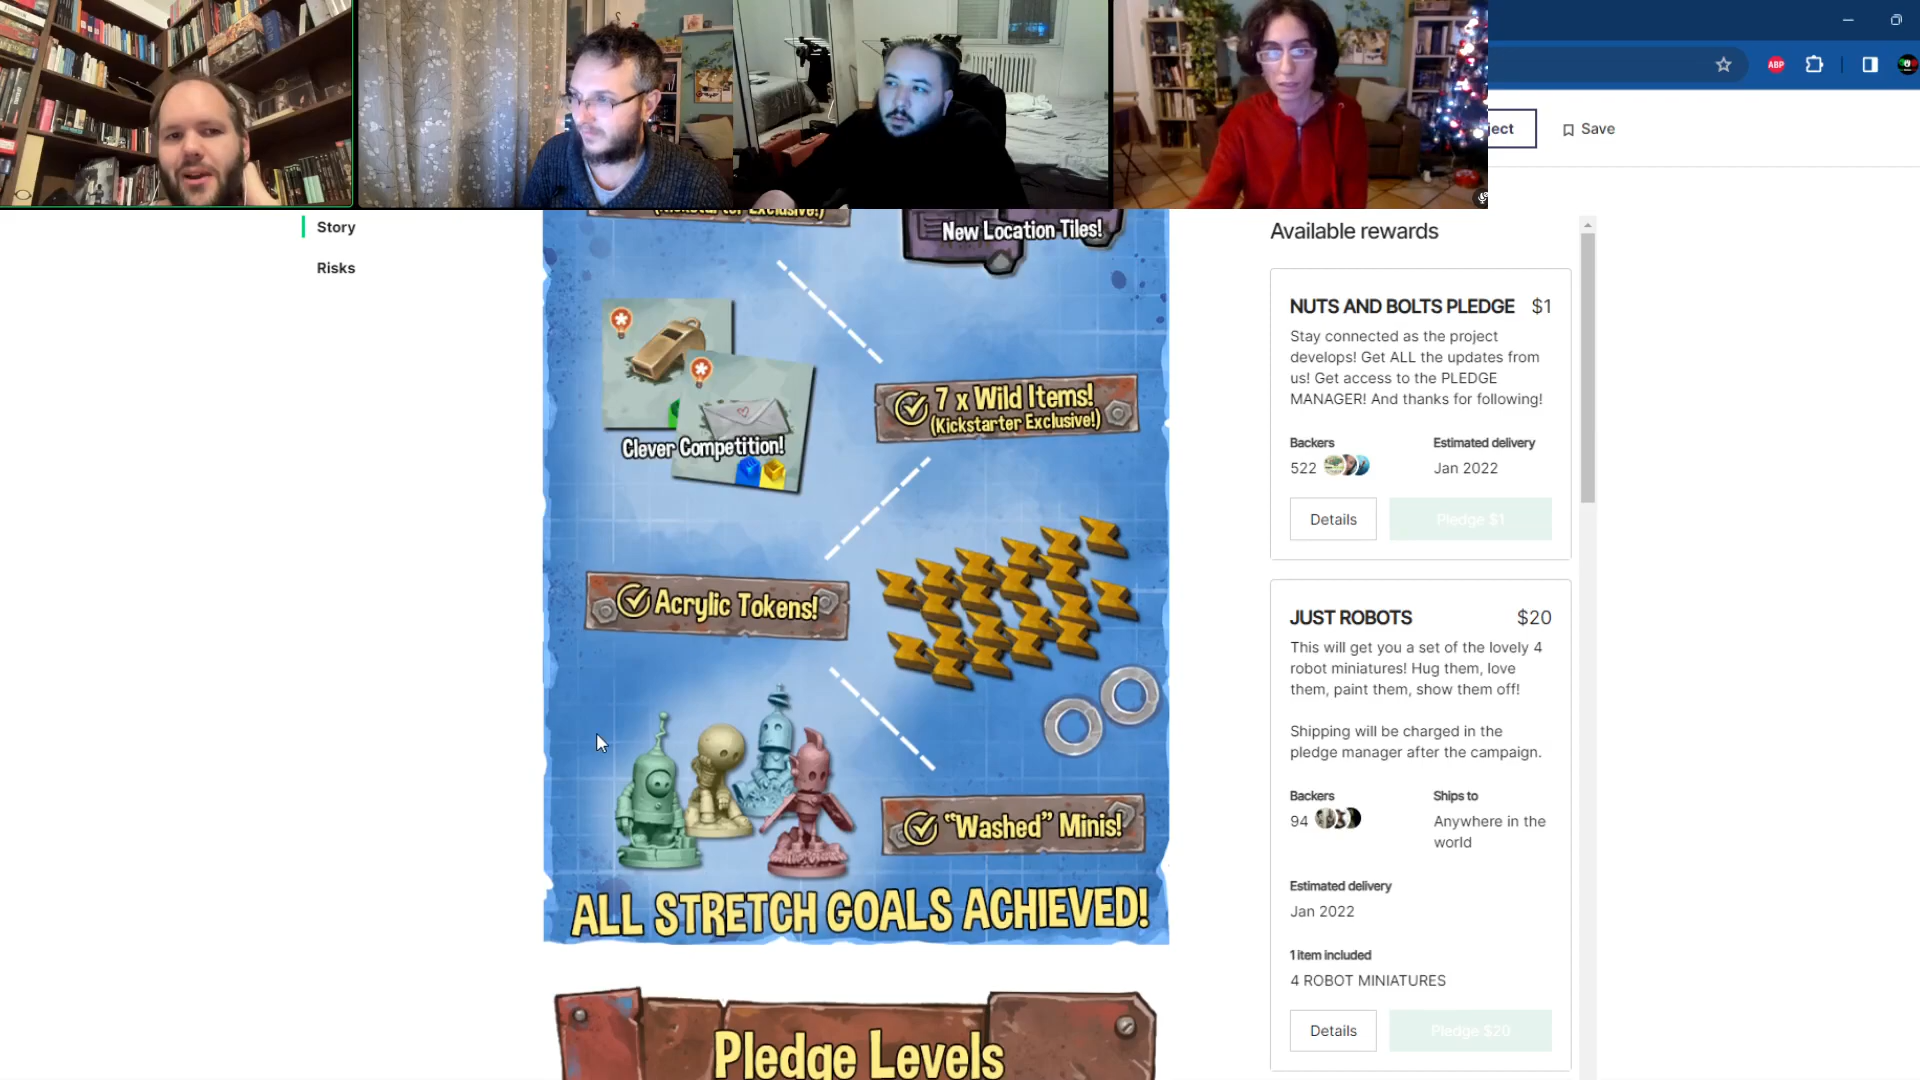 ABP
ject
Save
Story
Risks
(Kickstarter Exclusive!)
New Location Tiles!
Available rewards
NUTS AND BOLTS PLEDGE $1
Stay connected as the project
develops! Get ALL the updates from
us! Get access to the PLEDGE
MANAGER! And thanks for following!
Backers Estimated delivery
522 Jan 2022
Details Pledge $1
Clever Competition!
7 x Wild Items!
(Kickstarter Exclusive!)
Acrylic Tokens!
"Washed" Minis!
ALL STRETCH GOALS ACHIEVED!
Pledge Levels
JUST ROBOTS $20
This will get you a set of the lovely 4
robot miniatures! Hug them, love
them, paint them, show them off!
Shipping will be charged in the
pledge manager after the campaign.
Backers Ships to
94 Anywhere in the
world
Estimated delivery
Jan 2022
1 item included
4 ROBOT MINIATURES
Details Pledge $20